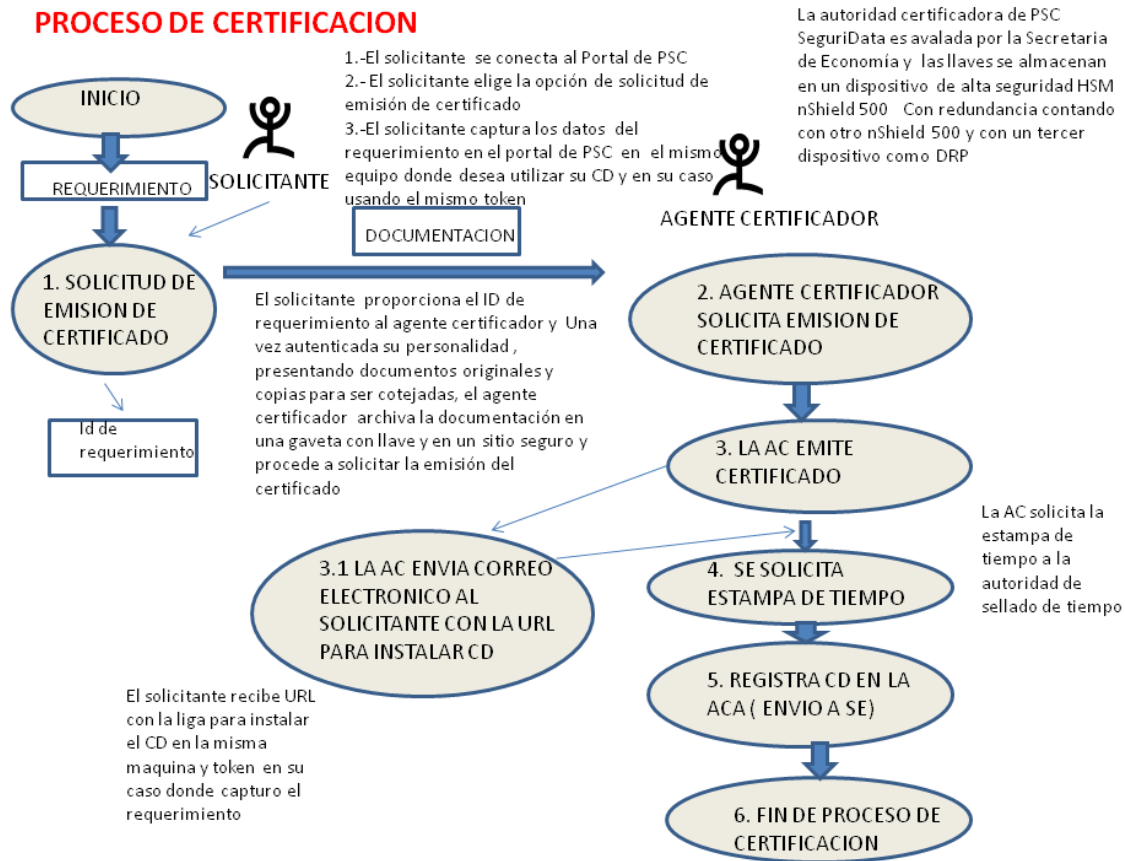 PROCESO DE CERTIFICACION
La autoridad certificadora de PSC
SeguriData es avalada por la Secretaria
de Economía y las llaves se almacenan
en un dispositivo de alta seguridad HSM
nShield 500 Con redundancia contando
con otro nShield 500 y con un tercer
dispositivo como DRP
1.-El solicitante se conecta al Portal de PSC
2.- El solicitante elige la opción de solicitud de
emisión de certificado
3.-El solicitante captura los datos del
requerimiento en el portal de PSC en el mismo
equipo donde desea utilizar su CD y en su caso
usando el mismo token
INICIO
REQUERIMIENTO
SOLICITANTE
DOCUMENTACION
AGENTE CERTIFICADOR
1. SOLICITUD DE
EMISION DE
CERTIFICADO
El solicitante proporciona el ID de
requerimiento al agente certificador y Una
vez autenticada su personalidad ,
presentando documentos originales y
copias para ser cotejadas, el agente
certificador archiva la documentación en
una gaveta con llave y en un sitio seguro y
procede a solicitar la emisión del
certificado
2. AGENTE CERTIFICADOR
SOLICITA EMISION DE
CERTIFICADO
Id de
requerimiento
3. LA AC EMITE
CERTIFICADO
La AC solicita la
estampa de
tiempo a la
autoridad de
sellado de tiempo
3.1 LA AC ENVIA CORREO
ELECTRONICO AL
SOLICITANTE CON LA URL
PARA INSTALAR CD
4. SE SOLICITA
ESTAMPA DE TIEMPO
El solicitante recibe URL
con la liga para instalar
el CD en la misma
maquina y token en su
caso donde capturo el
requerimiento
5. REGISTRA CD EN LA
ACA ( ENVIO A SE)
6. FIN DE PROCESO DE
CERTIFICACION